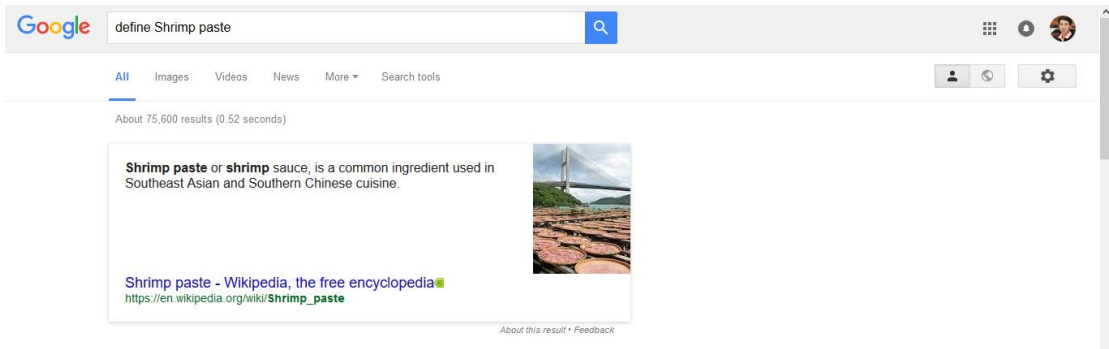 Google define Shrimp paste
All Images Videos News More Search tools
About 75,600 results (0.52 seconds)
Shrimp paste or shrimp sauce, is a common ingredient used in
Southeast Asian and Southern Chinese cuisine.
Shrimp paste - Wikipedia, the free encyclopedia
https://en.wikipedia.org/wiki/Shrimp_paste
About this result • Feedback